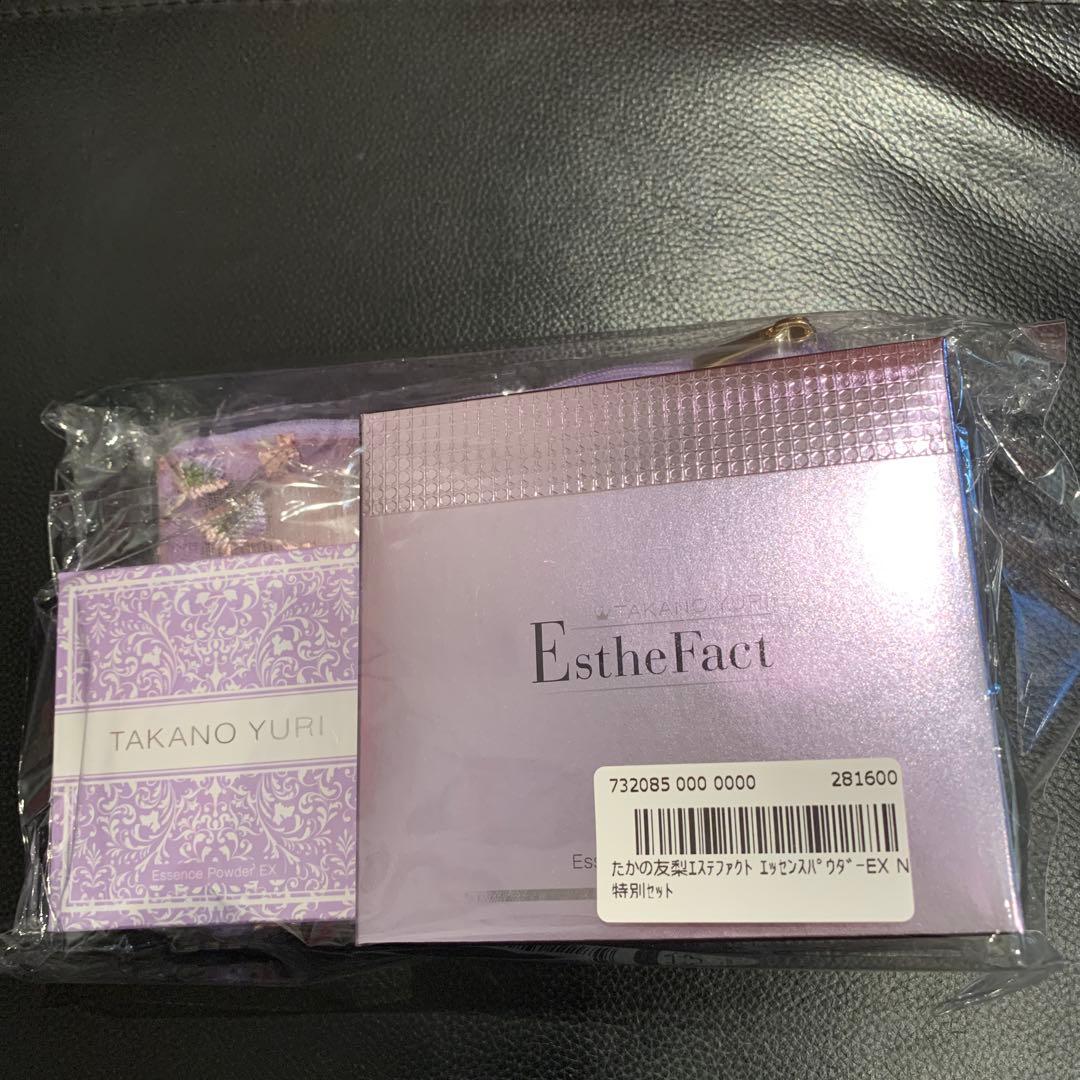 TAKANO YURI
EstheFact
732085 000 0000 281600
たかの友梨ｴｽﾃﾌｧｸﾄ ｴｯｾﾝｽﾊﾟｳﾀﾞｰEX N
特別ｾｯﾄ
TAKANO YURI
Essence Powder EX